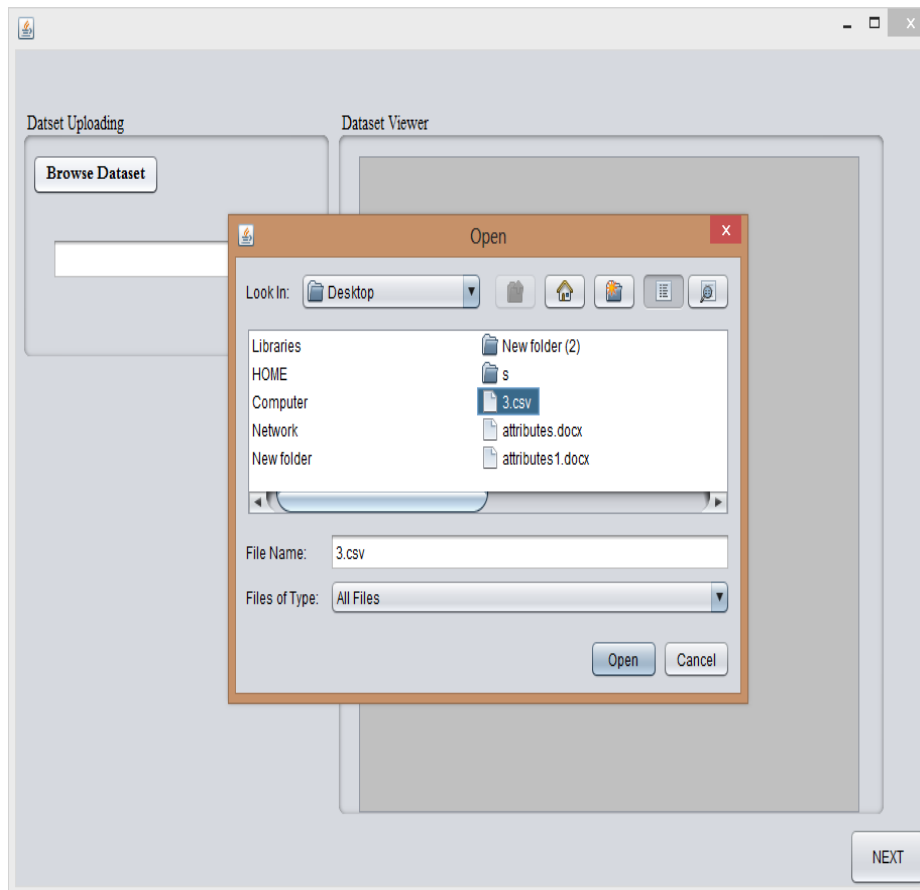 x
Datset Uploading
Dataset Viewer
Browse Dataset
Open
x
Look In:
Desktop
Libraries
HOME
Computer
Network
New folder
New folder (2)
s
3.csv
attributes.docx
attributes1.docx
File Name:
3.csv
Files of Type:
All Files
Open
Cancel
NEXT